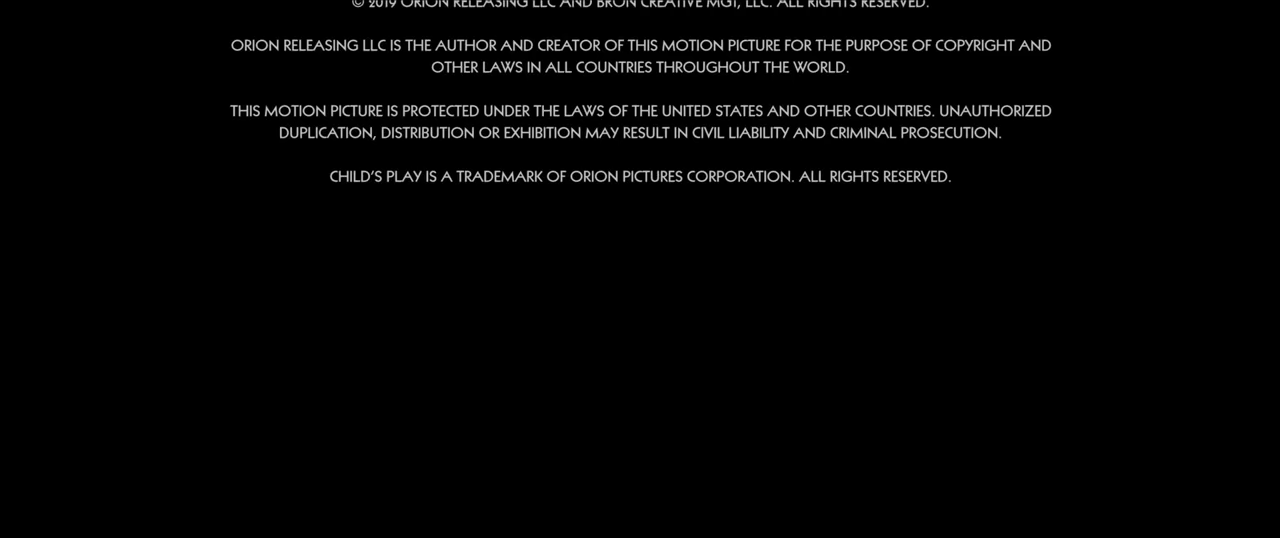 © 2019 ORION RELEASING LLC AND BRON CREATIVE MG1, LLC. ALL RIGHTS RESERVED.
ORION RELEASING LLC IS THE AUTHOR AND CREATOR OF THIS MOTION PICTURE FOR THE PURPOSE OF COPYRIGHT AND
OTHER LAWS IN ALL COUNTRIES THROUGHOUT THE WORLD.
THIS MOTION PICTURE IS PROTECTED UNDER THE LAWS OF THE UNITED STATES AND OTHER COUNTRIES. UNAUTHORIZED
DUPLICATION, DISTRIBUTION OR EXHIBITION MAY RESULT IN CIVIL LIABILITY AND CRIMINAL PROSECUTION.
CHILD'S PLAY IS A TRADEMARK OF ORION PICTURES CORPORATION. ALL RIGHTS RESERVED.